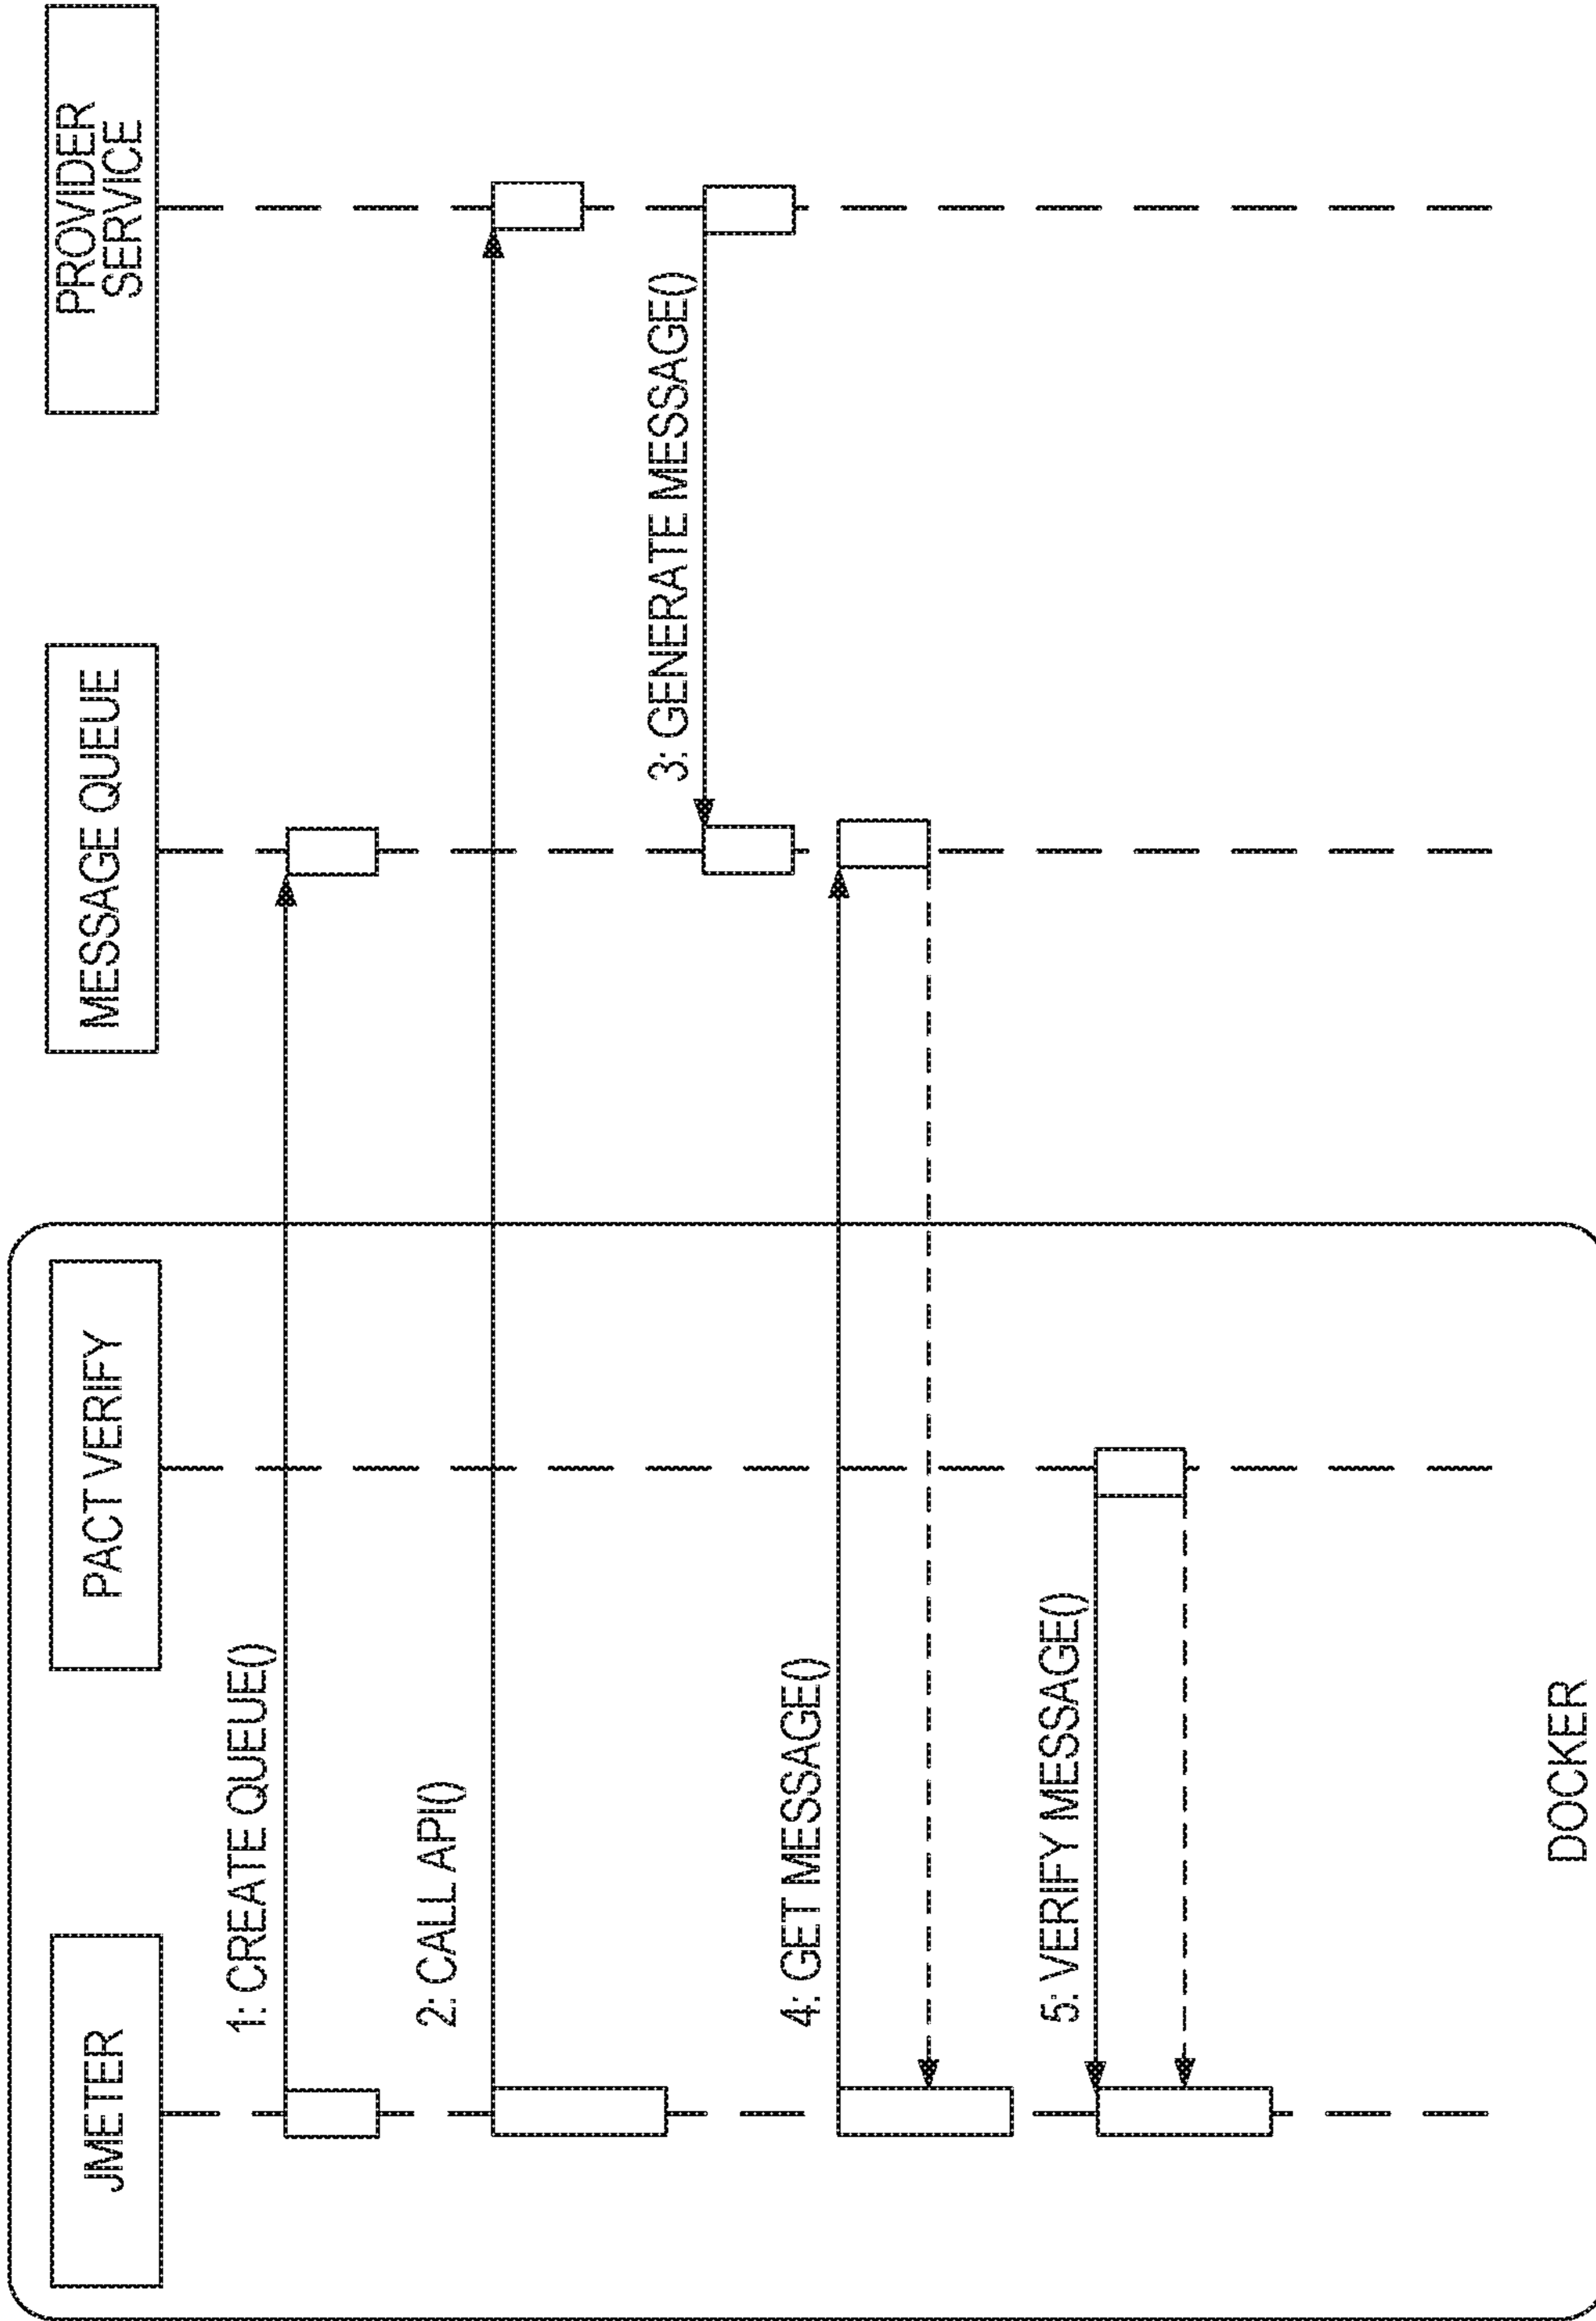 JMETER
PACT VERIFY
MESSAGE QUEUE
PROVIDER
SERVICE
1: CREATE QUEUE()
2: CALL API()
3: GENERATE MESSAGE()
4: GET MESSAGE()
5: VERIFY MESSAGE()
DOCKER